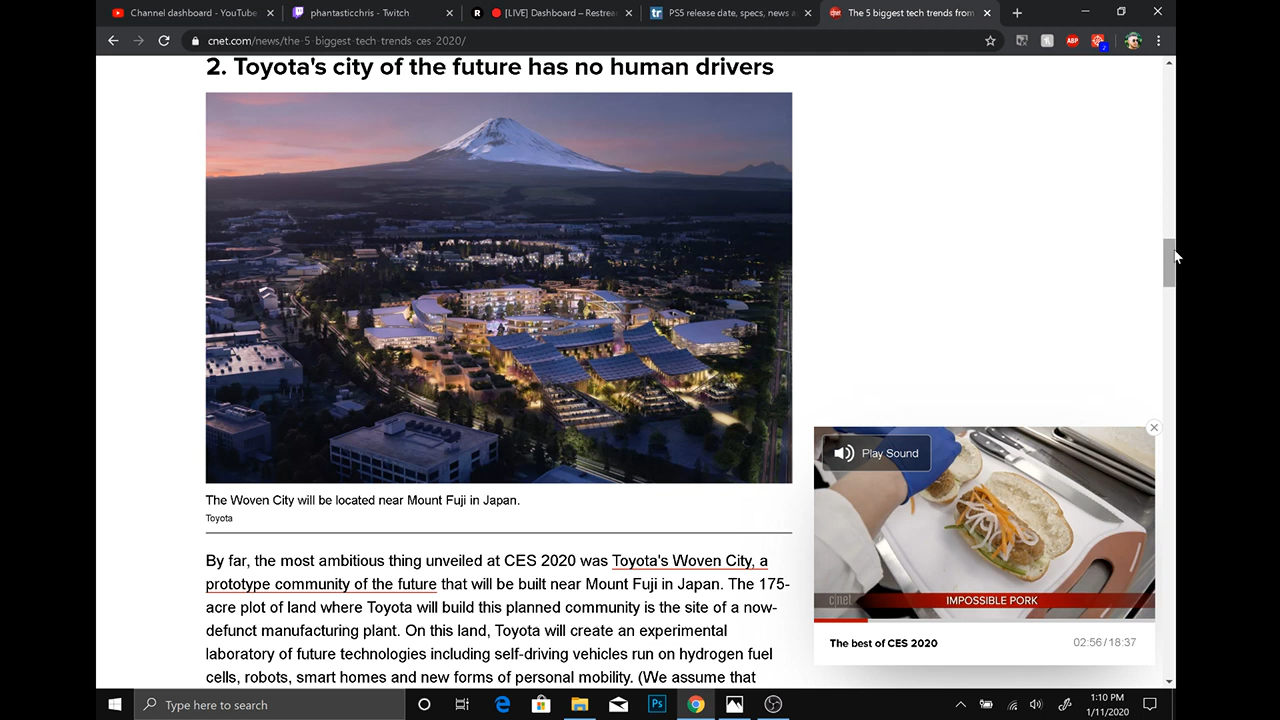 Channel dashboard - YouTube
phantasticchris - Twitch
[LIVE] Dashboard – Restrea
PS5 release date, specs, news a
The 5 biggest tech trends from
cnet.com/news/the-5-biggest-tech-trends-ces-2020/
ABP
2
2. Toyota's city of the future has no human drivers
The Woven City will be located near Mount Fuji in Japan.
Toyota
By far, the most ambitious thing unveiled at CES 2020 was Toyota's Woven City, a
prototype community of the future that will be built near Mount Fuji in Japan. The 175-
acre plot of land where Toyota will build this planned community is the site of a now-
defunct manufacturing plant. On this land, Toyota will create an experimental
laboratory of future technologies including self-driving vehicles run on hydrogen fuel
cells, robots, smart homes and new forms of personal mobility. (We assume that
Play Sound
c|net
IMPOSSIBLE PORK
The best of CES 2020
02:56/18:37
Type here to search
Ps
1:10 PM
1/11/2020